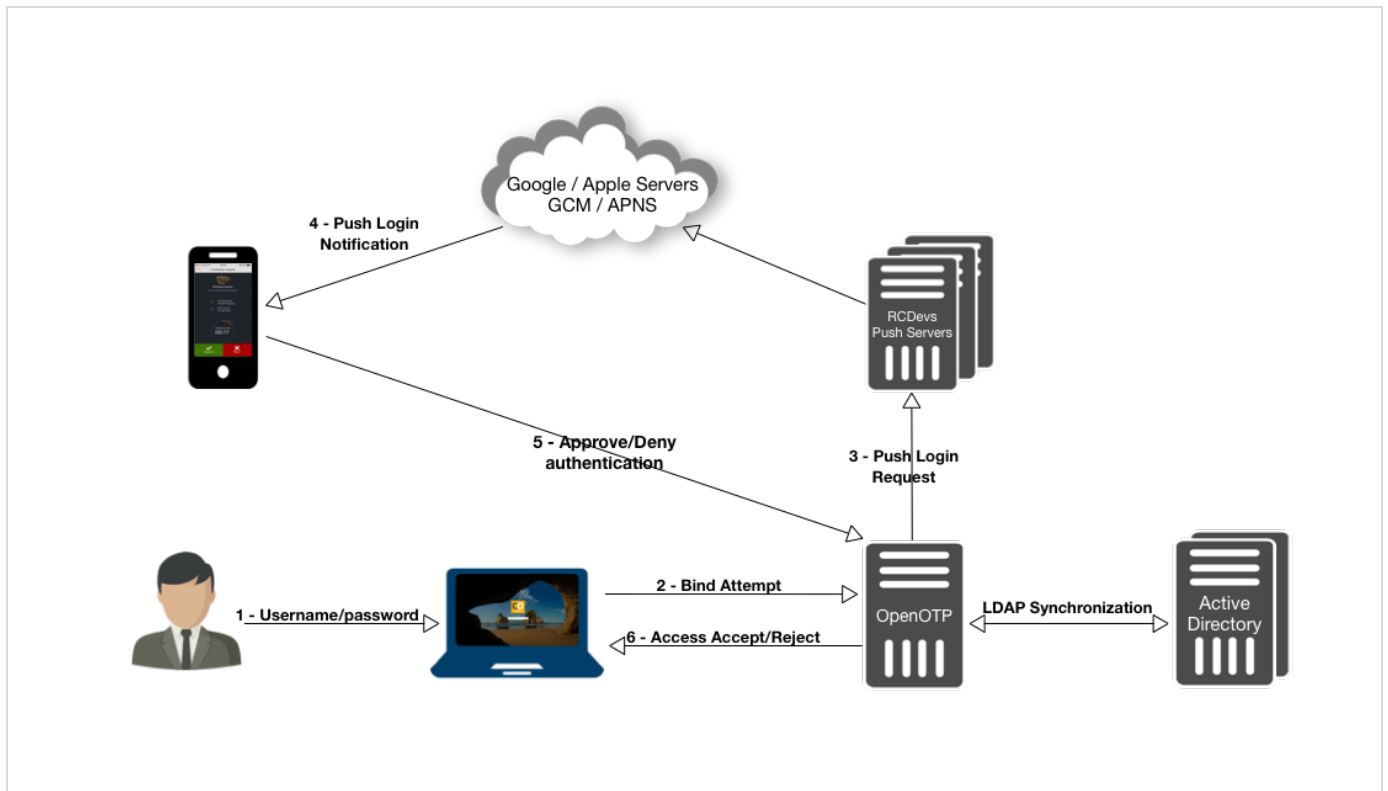 Google / Apple Servers
GCM / APNS
4 - Push Login
Notification
RCDevs
Push Servers
5 - Approve/Deny
authentication
3 - Push Login
Request
1 - Username/password
2 - Bind Attempt
6 - Access Accept/Reject
OpenOTP
LDAP Synchronization
Active
Directory